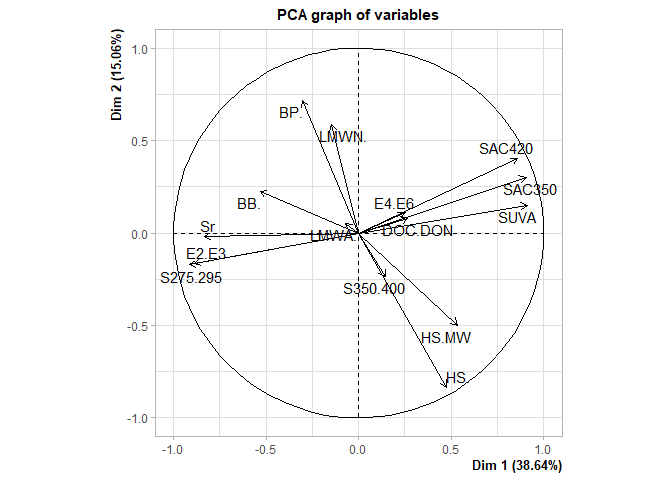 PCA graph of variables
Dim 2 (15.06%)
1.0
0.5
0.0
-0.5
-1.0
BP.
LMWN.
SAC420
SAC350
BB.
E4.E6
SUVA
Sr
DOC.DON
LMWA.
E2.E3
S275.295
S350.400
HS.MW
HS.
-1.0
-0.5
0.0
0.5
1.0
Dim 1 (38.64%)